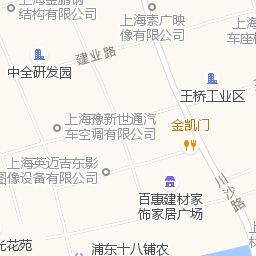 上海金鹏钢
结构有限公司
上海索广映
像有限公司
上海
车座椅
建业路
中全研发园
王桥工业区
上海豫新世通汽
车空调有限公司
金凯门
上海英迈吉东影
图像设备有限公司
川沙路
百惠建材家
饰家居广场
光花苑
浦东十八铺农